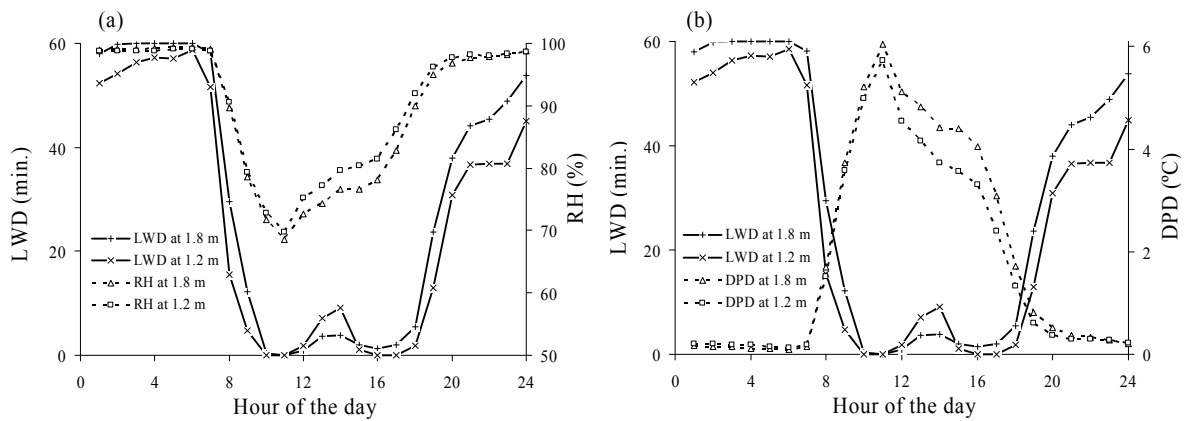 (a)
60
40
20
0
LWD (min.)
100
90
80
70
60
50
RH (%)
LWD at 1.8 m
LWD at 1.2 m
RH at 1.8 m
RH at 1.2 m
0 4 8 12 16 20 24
Hour of the day
(b)
60
40
20
0
LWD (min.)
6
4
2
0
DPD (ºC)
LWD at 1.8 m
LWD at 1.2 m
DPD at 1.8 m
DPD at 1.2 m
0 4 8 12 16 20 24
Hour of the day